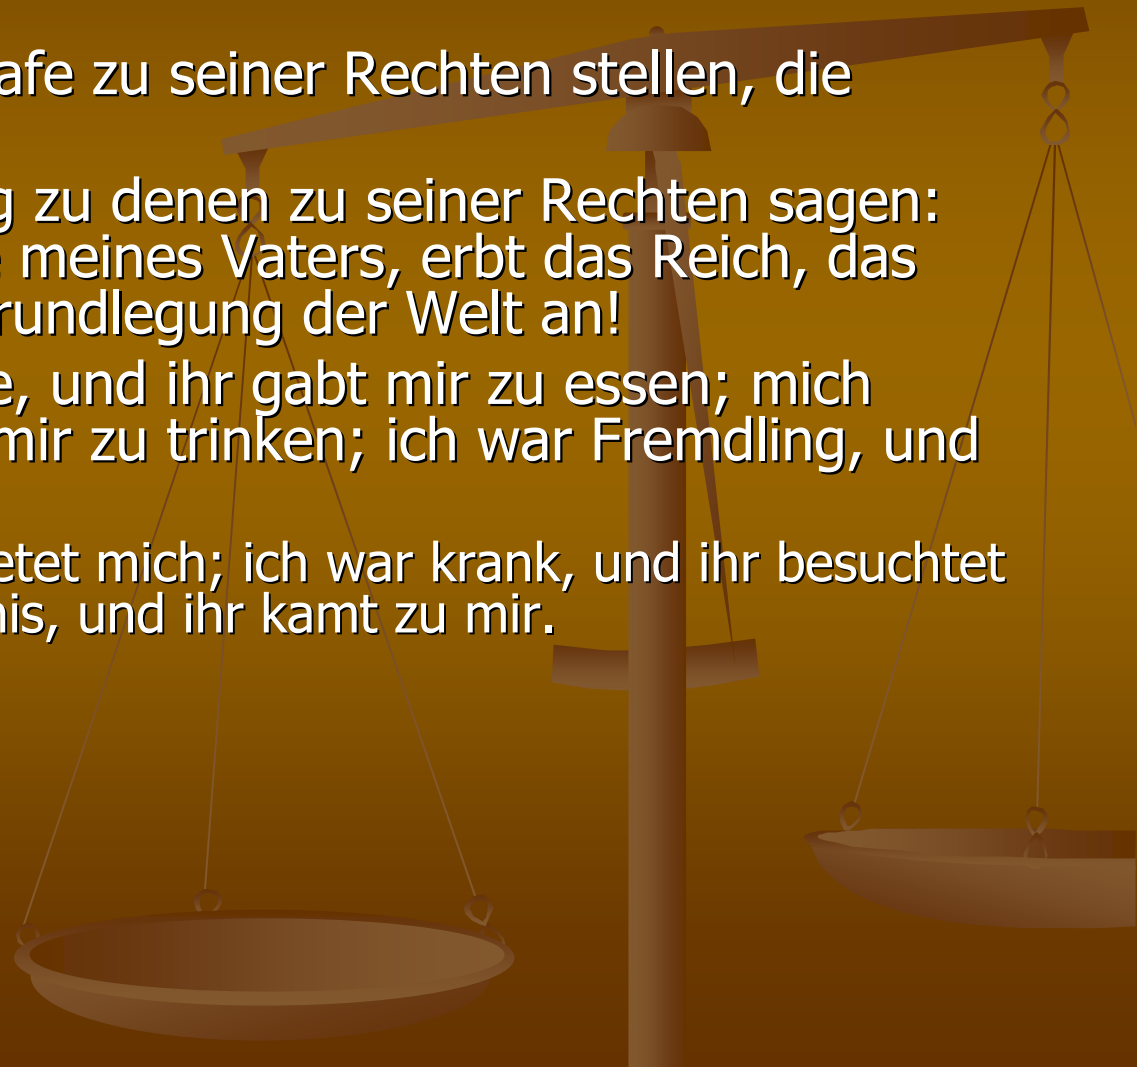 afe zu seiner Rechten stellen, die
g zu denen zu seiner Rechten sagen:
meines Vaters, erbt das Reich, das
rundlegung der Welt an!
e, und ihr gabt mir zu essen; mich
mir zu trinken; ich war Fremdling, und
etet mich; ich war krank, und ihr besuchtet
nis, und ihr kamt zu mir.